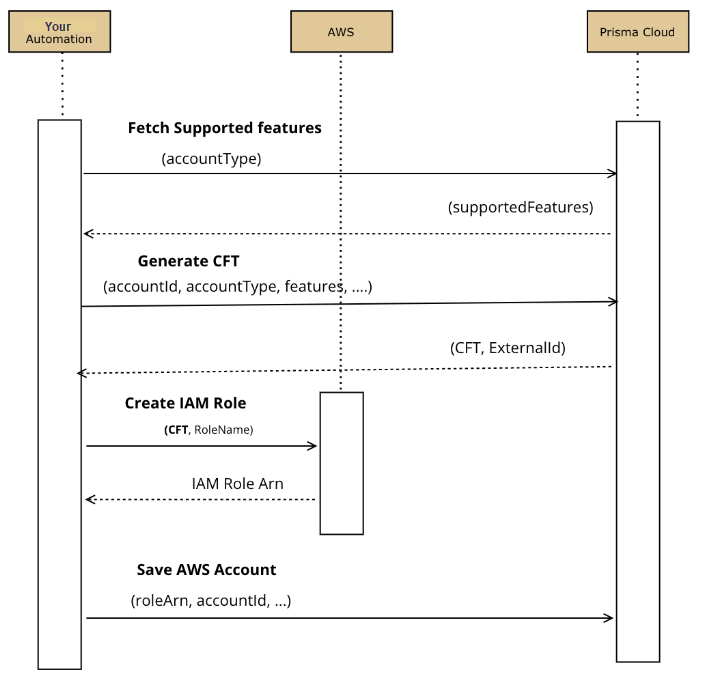 Your
Automation
AWS
Prisma Cloud
Fetch Supported features
(accountType)
(supportedFeatures)
Generate CFT
(accountId, accountType, features, ....)
(CFT, ExternalId)
Create IAM Role
(CFT, RoleName)
IAM Role Arn
Save AWS Account
(roleArn, accountId, ...)